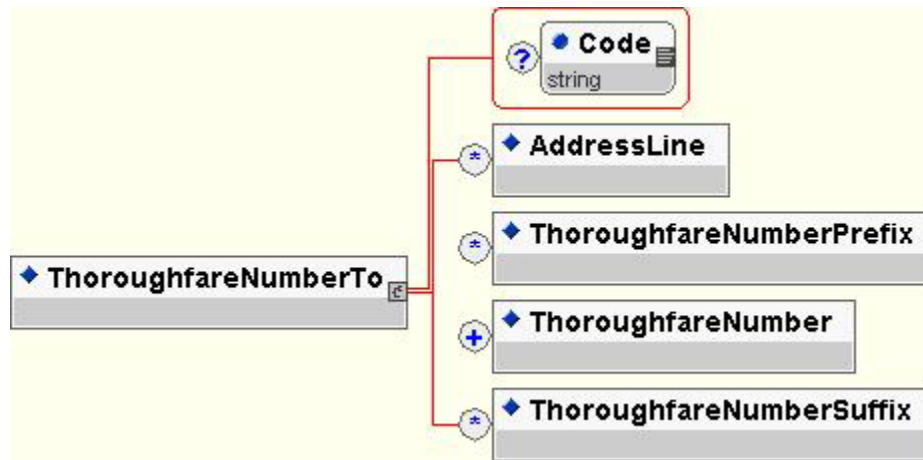 Code
?
string
* AddressLine
* ThoroughfareNumberPrefix
ThoroughfareNumberTo
+ ThoroughfareNumber
* ThoroughfareNumberSuffix